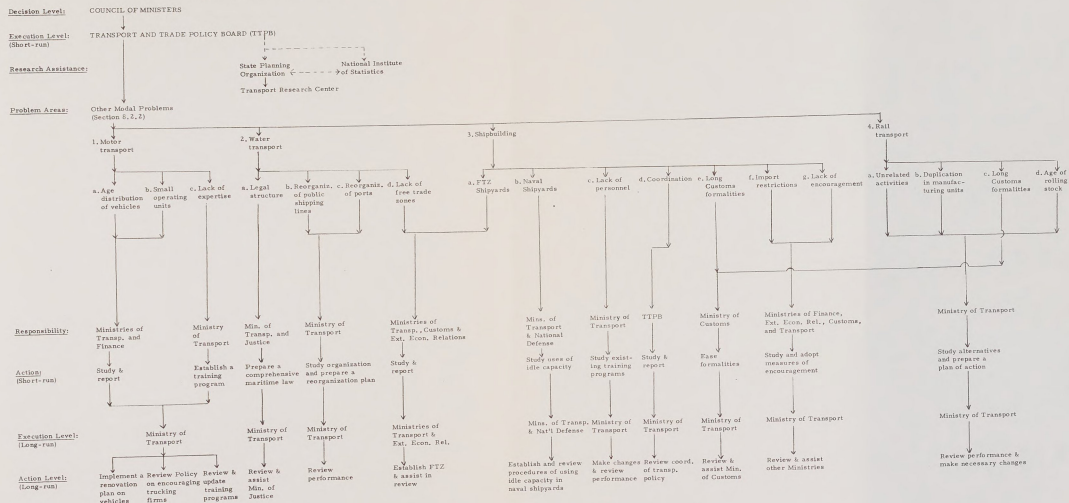 Decision Level: COUNCIL OF MINISTERS
Execution Level: TRANSPORT AND TRADE POLICY BOARD (TTPB)
(Short-run)
Research Assistance:
State Planning
Organization
National Institute
of Statistics
Transport Research Center
Problem Areas: Other Modal Problems
(Section 8.2.2)
1. Motor
transport
2. Water
transport
3. Shipbuilding
4. Rail
transport
a. Age
distribution
of vehicles
b. Small
operating
units
c. Lack of
expertise
a. Legal
structure
b. Reorganiz.
of public
shipping
lines
c. Reorganiz.
of ports
d. Lack of
free trade
zones
a. FTZ
Shipyards
b. Naval
Shipyards
c. Lack of
personnel
d. Coordination
e. Long
Customs
formalities
f. Import
restrictions
g. Lack of
encouragement
a. Unrelated
activities
b. Duplication
in manufac-
turing units
c. Long
Customs
formalities
d. Age of
rolling
stock
Responsibility:
Ministries of
Transp. and
Finance
Ministry
of
Transport
Min. of
Transp. and
Justice
Ministry of
Transport
Ministries of
Transp., Customs &
Ext. Econ. Relations
Mins. of
Transport
& National
Defense
Ministry of
Transport
TTPB
Ministry of
Customs
Ministries of Finance,
Ext. Econ. Rel., Customs,
and Transport
Ministry of Transport
Action:
(Short-run)
Study &
report
Establish a
training
program
Prepare a
comprehensive
maritime law
Study organization
and prepare a
reorganization plan
Study &
report
Study uses of
idle capacity
Study exist-
ing training
programs
Study &
report
Ease
formalities
Study and adopt
measures of
encouragement
Study alternatives
and prepare a
plan of action
Execution Level:
(Long-run)
Ministry of
Transport
Ministry of
Transport
Ministry of
Transport
Ministries of
Transport &
Ext. Econ. Rel.
Mins. of Transp.
& Nat'l Defense
Ministry of
Transport
Ministry of
Transport
Ministry of
Transport
Ministry of Transport
Ministry of Transport
Action Level:
(Long-run)
Implement a
renovation
plan on
vehicles
Review Policy
on encouraging
trucking
firms
Review &
update
training
programs
Review &
assist
Min. of
Justice
Review
performance
Establish FTZ
& assist in
review
Establish and review
procedures of using
idle capacity in
naval shipyards
Make changes
& review
performance
Review coord.
of transp.
policy
Review &
assist Min.
of Customs
Review & assist
other Ministries
Review performance &
make necessary changes